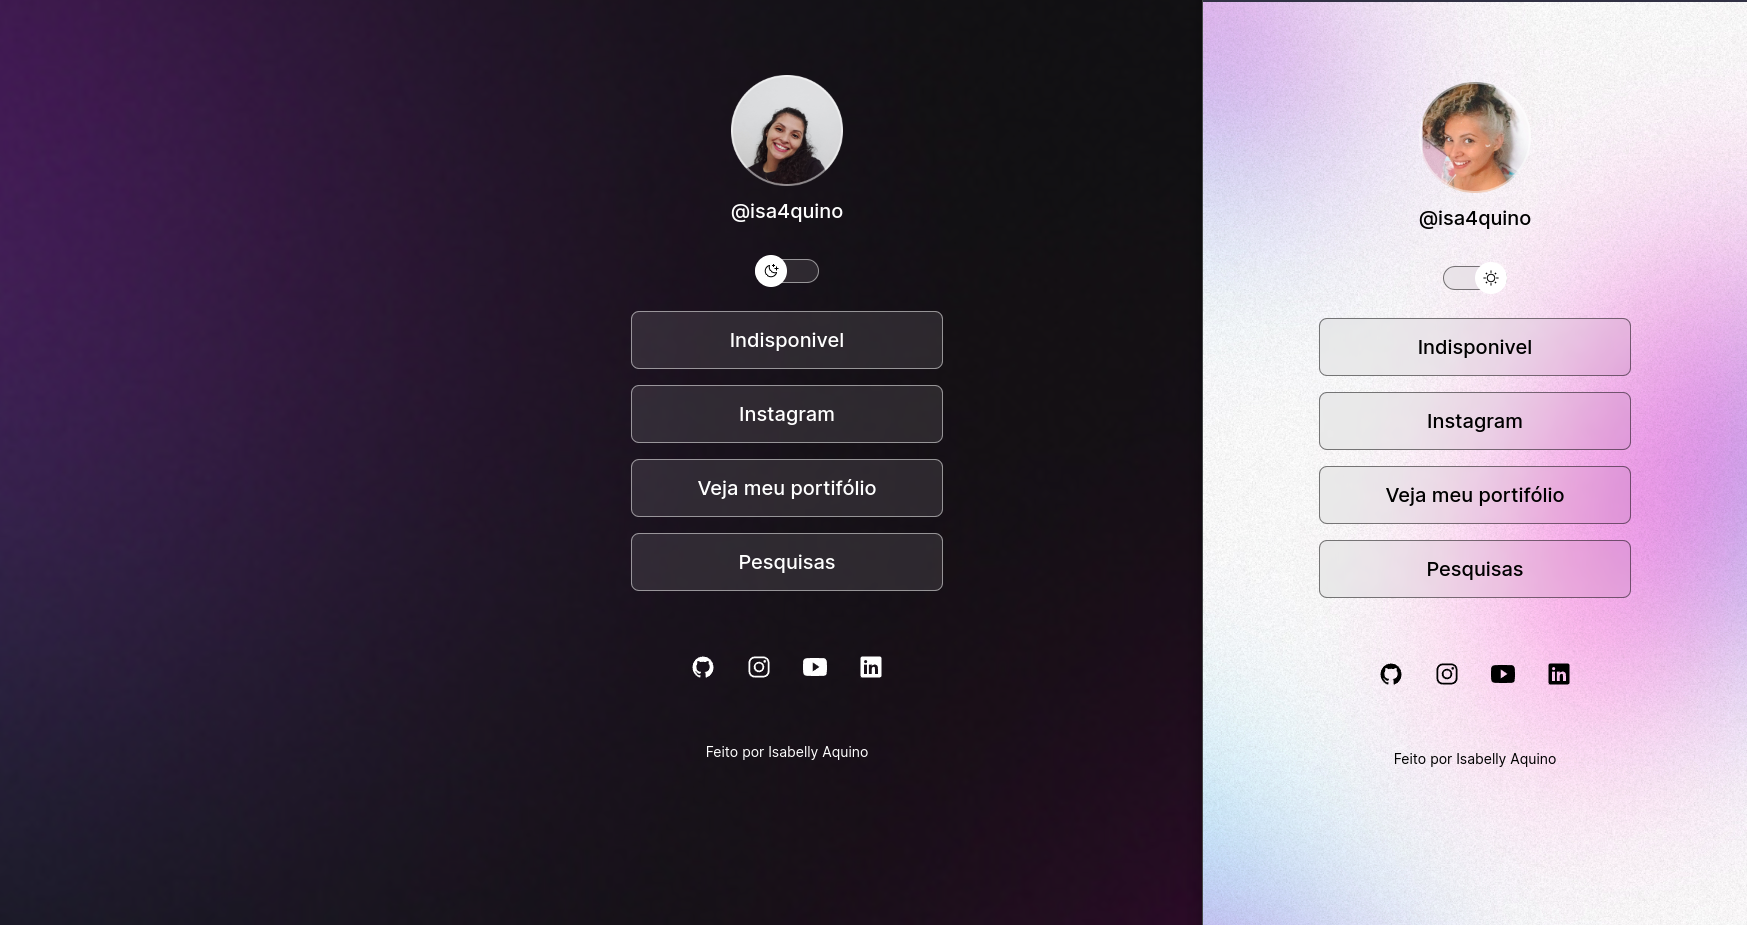 @isa4quino
Indisponivel
Instagram
Veja meu portifólio
Pesquisas
Feito por Isabelly Aquino
@isa4quino
Indisponivel
Instagram
Veja meu portifólio
Pesquisas
Feito por Isabelly Aquino